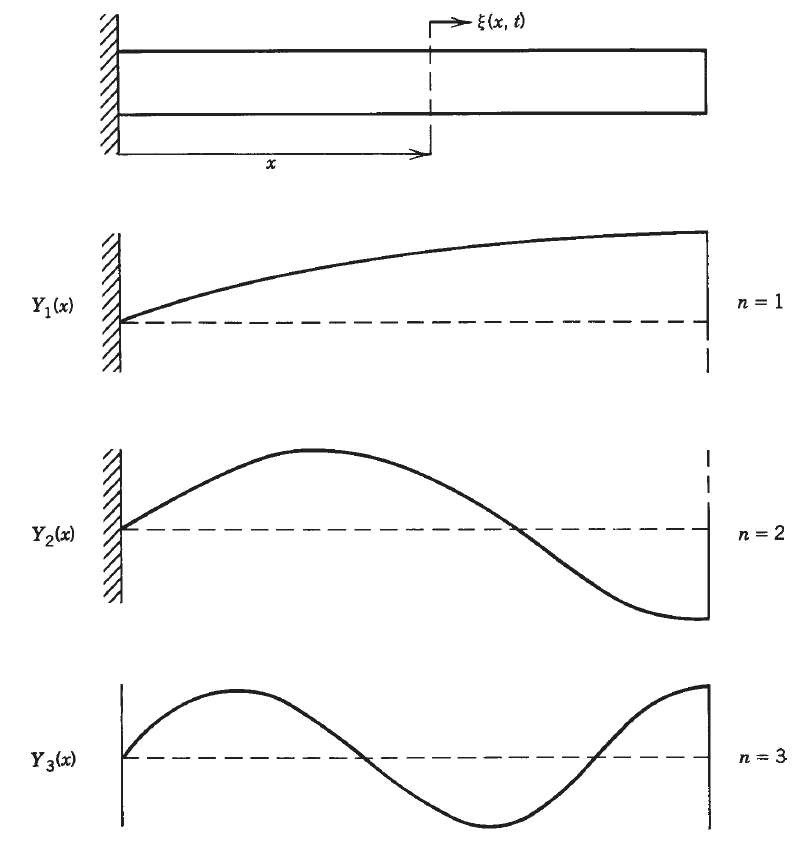 ξ(x, t)
x
Y₁(x)
n = 1
Y₂(x)
n = 2
Y₃(x)
n = 3